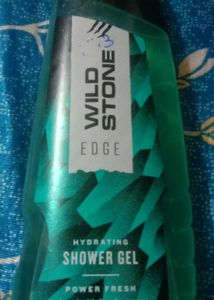 WILD
STONE
EDGE
HYDRATING
SHOWER GEL
POWER FRESH